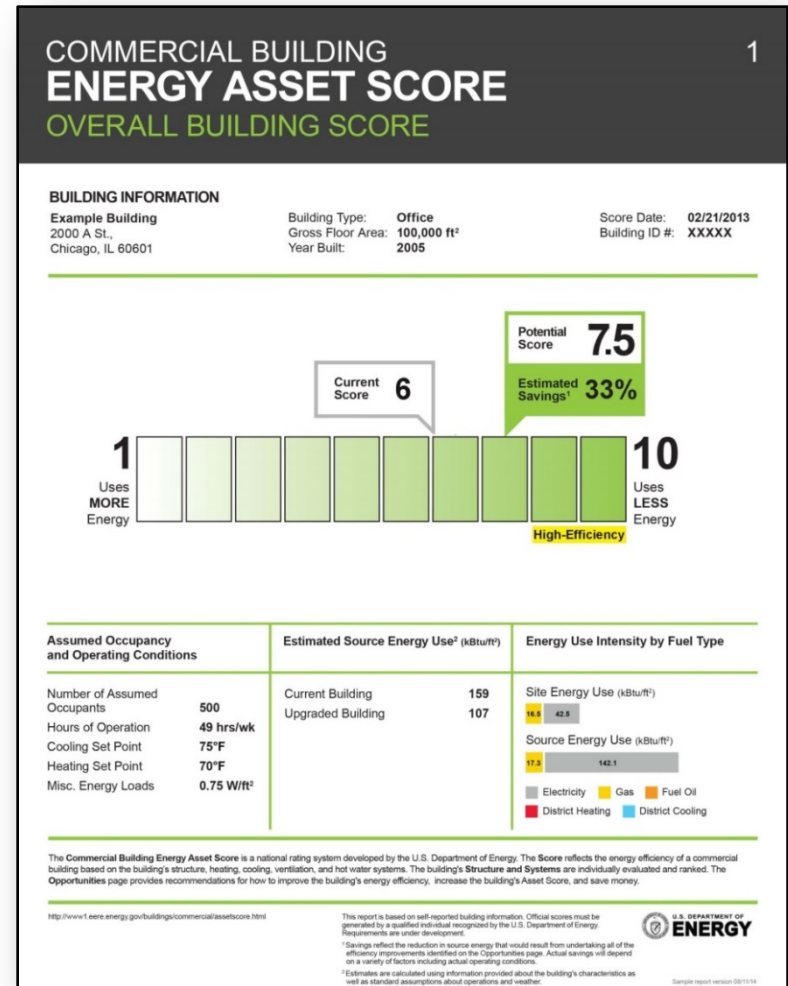 COMMERCIAL BUILDING
1
ENERGY ASSET SCORE
OVERALL BUILDING SCORE
BUILDING INFORMATION
Example Building
2000 A St.,
Chicago, IL 60601
Building Type: Office
Gross Floor Area: 100,000 ft²
Year Built: 2005
Score Date: 02/21/2013
Building ID #: XXXXX
Potential Score 7.5
Estimated Savings¹ 33%
Current Score 6
1
Uses
MORE
Energy
10
Uses
LESS
Energy
High-Efficiency
Assumed Occupancy
and Operating Conditions
Number of Assumed
Occupants 500
Hours of Operation 49 hrs/wk
Cooling Set Point 75°F
Heating Set Point 70°F
Misc. Energy Loads 0.75 W/ft²
Estimated Source Energy Use² (kBtu/ft²)
Current Building 159
Upgraded Building 107
Energy Use Intensity by Fuel Type
Site Energy Use (kBtu/ft²)
16.5 42.5
Source Energy Use (kBtu/ft²)
17.3 142.1
Electricity Gas Fuel Oil
District Heating District Cooling
The Commercial Building Energy Asset Score is a national rating system developed by the U.S. Department of Energy. The Score reflects the energy efficiency of a commercial
building based on the building's structure, heating, cooling, ventilation, and hot water systems. The building's Structure and Systems are individually evaluated and ranked. The
Opportunities page provides recommendations for how to improve the building's energy efficiency, increase the building's Asset Score, and save money.
http://www1.eere.energy.gov/buildings/commercial/assetscore.html
This report is based on self-reported building information. Official scores must be
generated by a qualified individual recognized by the U.S. Department of Energy.
Requirements are under development.
¹ Savings reflect the reduction in source energy that would result from undertaking all of the
efficiency improvements identified on the Opportunities page. Actual savings will depend
on a variety of factors including actual operating conditions.
² Estimates are calculated using information provided about the building's characteristics as
well as standard assumptions about operations and weather.
U.S. DEPARTMENT OF
ENERGY
Sample report version 08/11/14